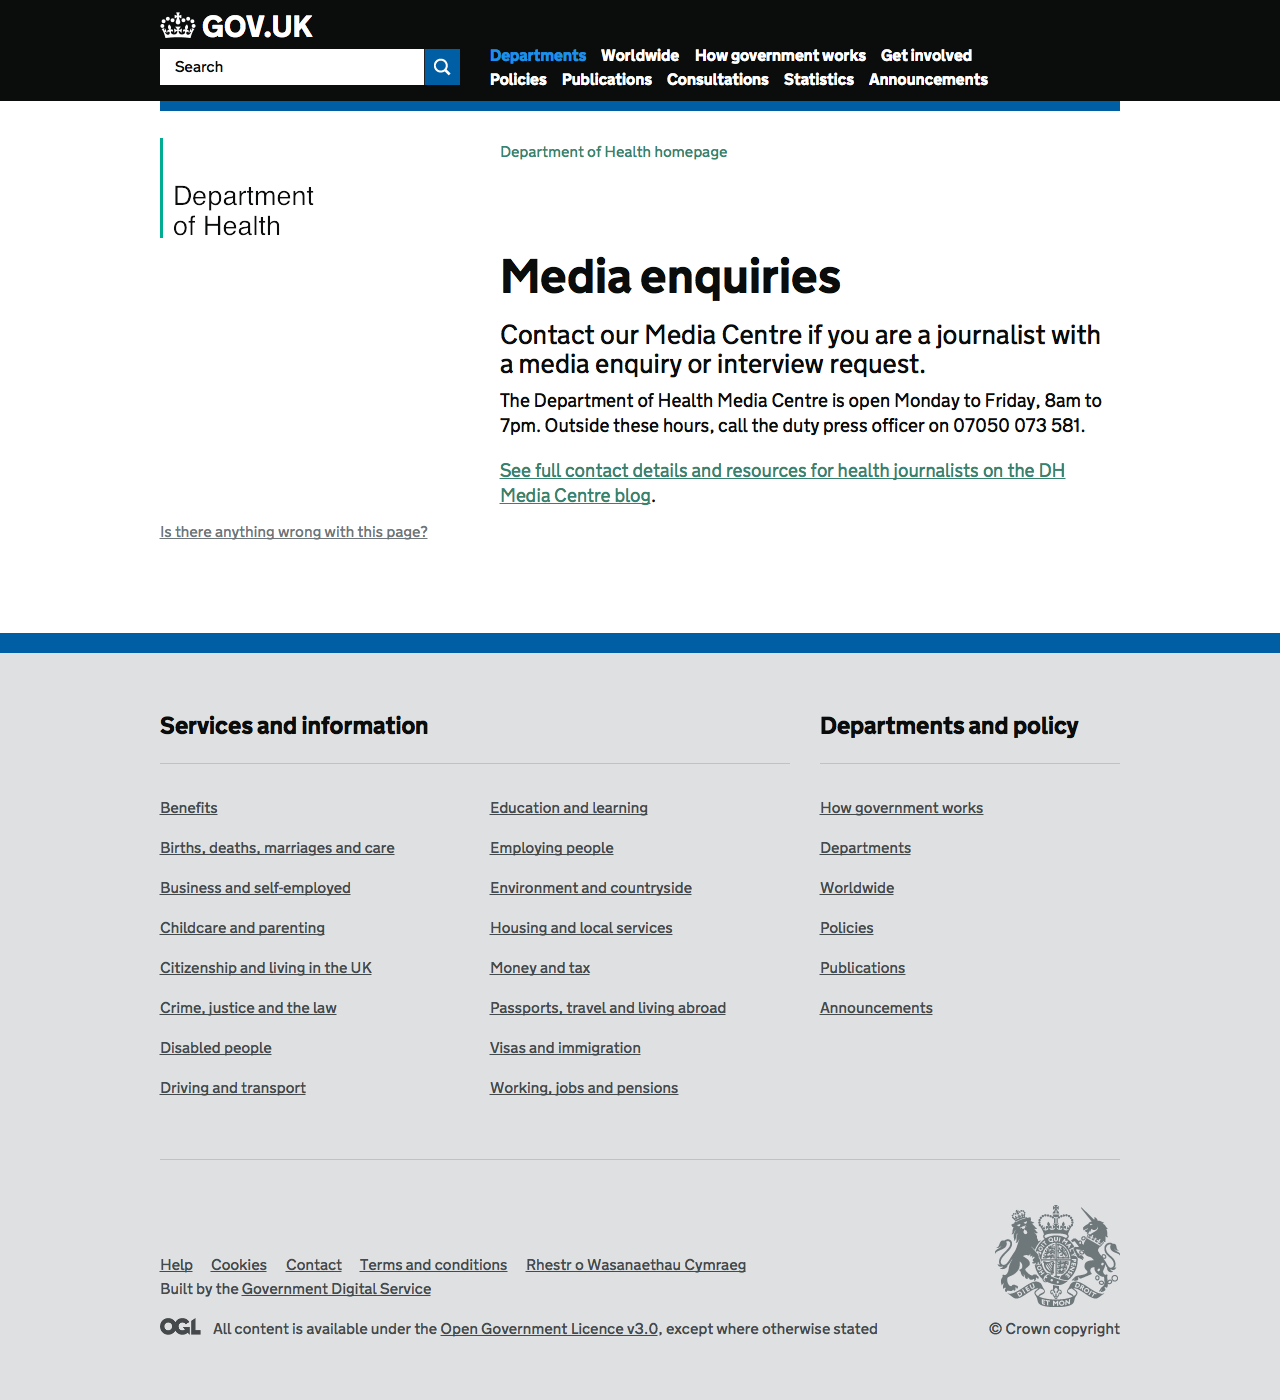 GOV.UK
Search
Departments Worldwide How government works Get involved
Policies Publications Consultations Statistics Announcements
Department
of Health
Department of Health homepage
Media enquiries
Contact our Media Centre if you are a journalist with
a media enquiry or interview request.
The Department of Health Media Centre is open Monday to Friday, 8am to
7pm. Outside these hours, call the duty press officer on 07050 073 581.
See full contact details and resources for health journalists on the DH
Media Centre blog.
Is there anything wrong with this page?
Services and information
Departments and policy
Benefits
Births, deaths, marriages and care
Business and self-employed
Childcare and parenting
Citizenship and living in the UK
Crime, justice and the law
Disabled people
Driving and transport
Education and learning
Employing people
Environment and countryside
Housing and local services
Money and tax
Passports, travel and living abroad
Visas and immigration
Working, jobs and pensions
How government works
Departments
Worldwide
Policies
Publications
Announcements
Help Cookies Contact Terms and conditions Rhestr o Wasanaethau Cymraeg
Built by the Government Digital Service
OGL All content is available under the Open Government Licence v3.0, except where otherwise stated
DIEU ET MON DROIT
© Crown copyright